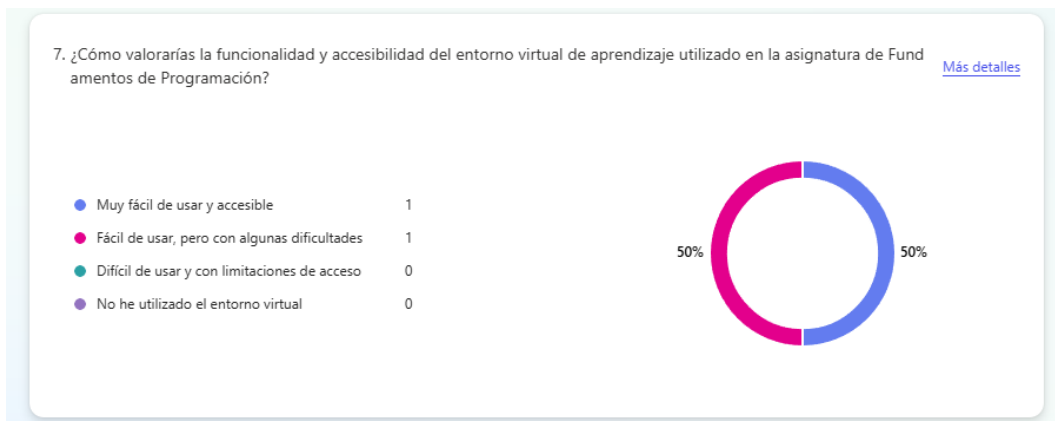 7. ¿Cómo valorarías la funcionalidad y accesibilidad del entorno virtual de aprendizaje utilizado en la asignatura de Fund
amentos de Programación?
Más detalles
Muy fácil de usar y accesible 1
Fácil de usar, pero con algunas dificultades 1
Difícil de usar y con limitaciones de acceso 0
No he utilizado el entorno virtual 0
50% 50%